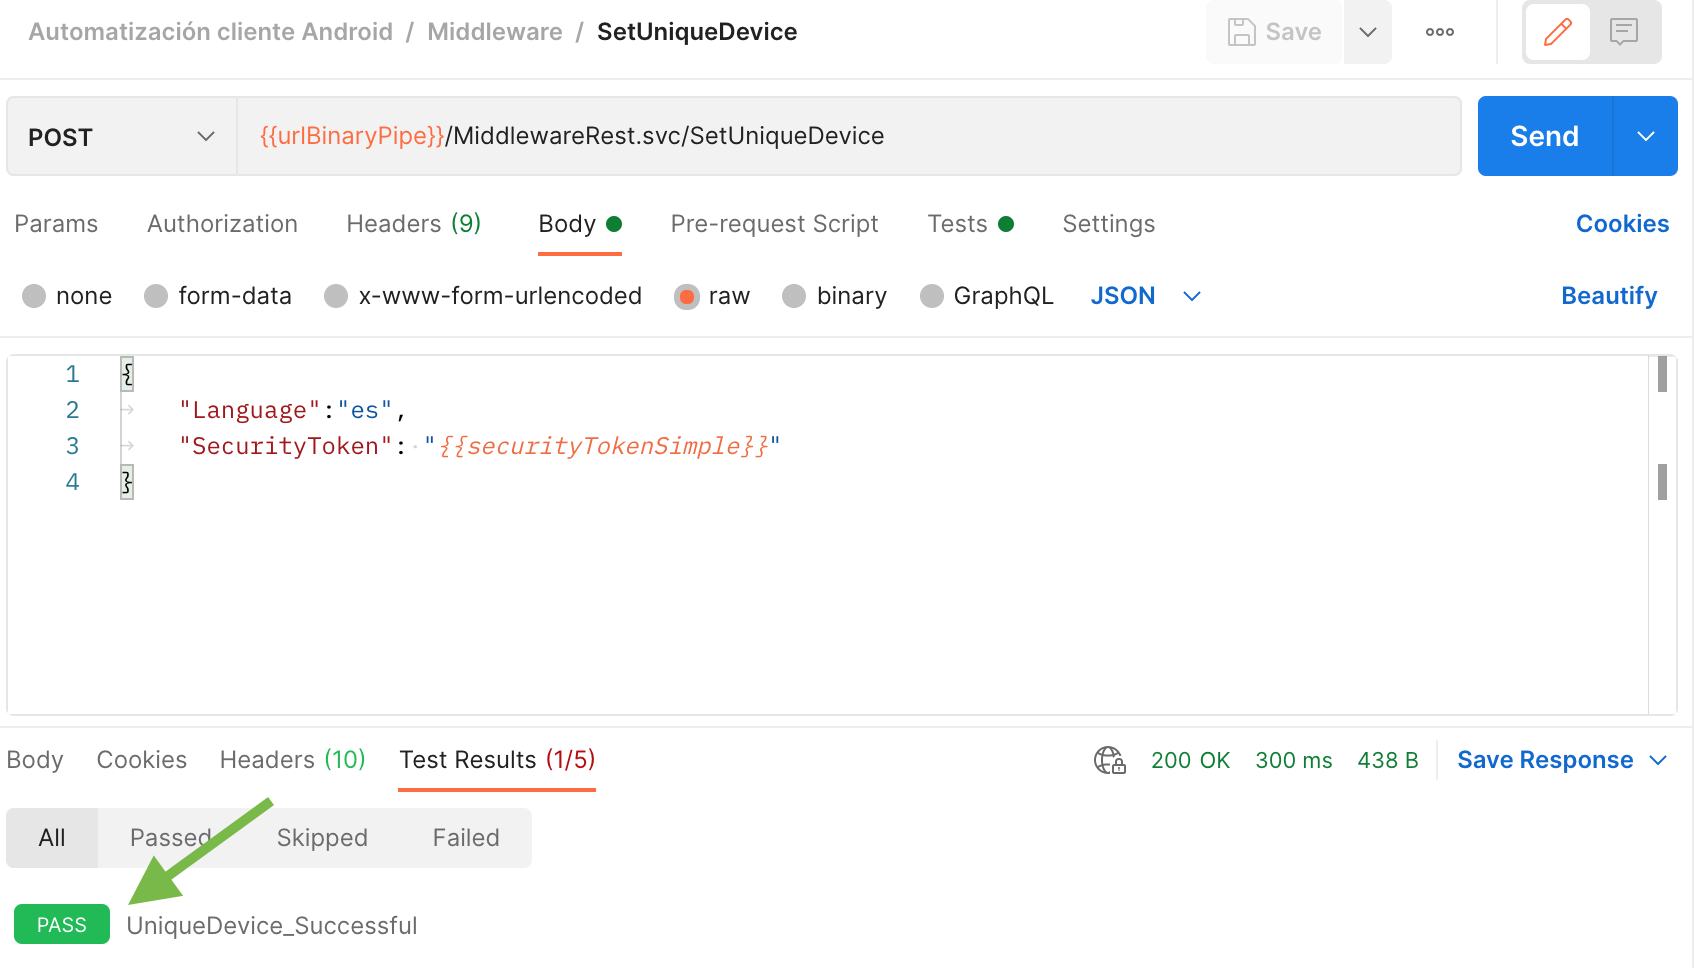 Automatización cliente Android / Middleware / SetUniqueDevice
Save
POST
{{urlBinaryPipe}}/MiddlewareRest.svc/SetUniqueDevice
Send
Params Authorization Headers (9) Body Pre-request Script Tests Settings Cookies
none form-data x-www-form-urlencoded raw binary GraphQL JSON Beautify
1 {
2 "Language":"es",
3 "SecurityToken": "{{securityTokenSimple}}"
4 }
Body Cookies Headers (10) Test Results (1/5) 200 OK 300 ms 438 B Save Response
All Passed Skipped Failed
PASS UniqueDevice_Successful